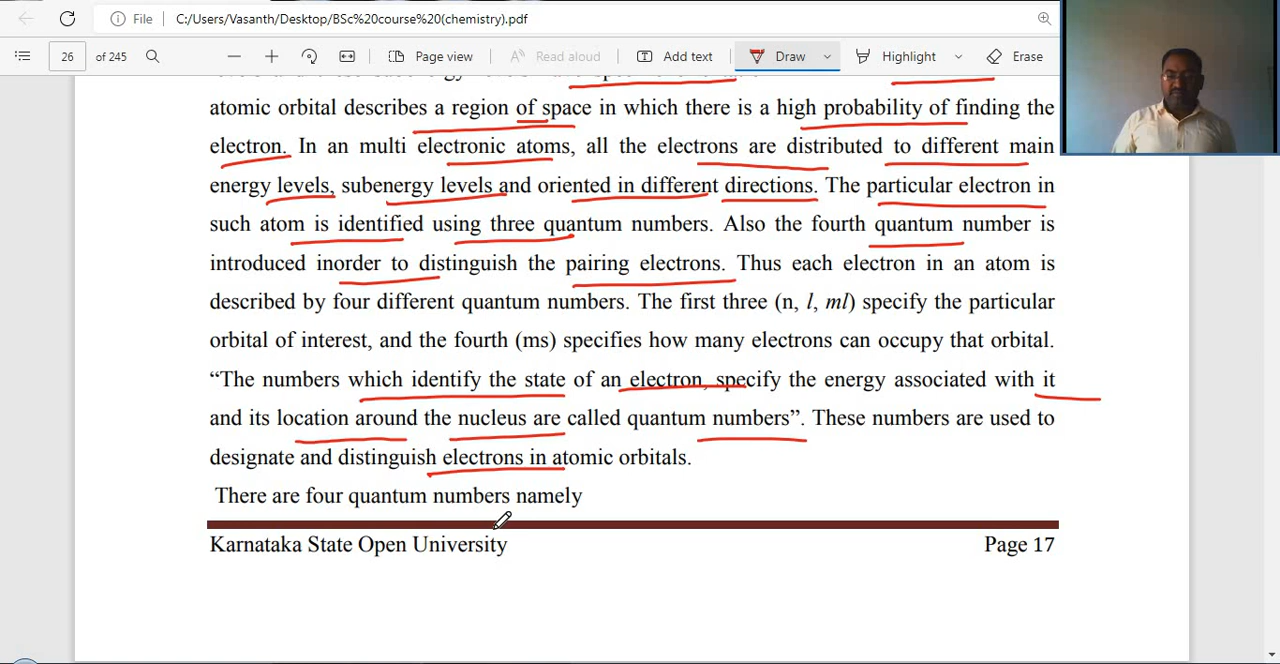 File C:/Users/Vasanth/Desktop/BSc%20course%20(chemistry).pdf
26 of 245 Page view Read aloud Add text Draw Highlight Erase
atomic orbital describes a region of space in which there is a high probability of finding the
electron. In an multi electronic atoms, all the electrons are distributed to different main
energy levels, subenergy levels and oriented in different directions. The particular electron in
such atom is identified using three quantum numbers. Also the fourth quantum number is
introduced inorder to distinguish the pairing electrons. Thus each electron in an atom is
described by four different quantum numbers. The first three (n, l, ml) specify the particular
orbital of interest, and the fourth (ms) specifies how many electrons can occupy that orbital.
“The numbers which identify the state of an electron, specify the energy associated with it
and its location around the nucleus are called quantum numbers”. These numbers are used to
designate and distinguish electrons in atomic orbitals.
There are four quantum numbers namely
Karnataka State Open University Page 17